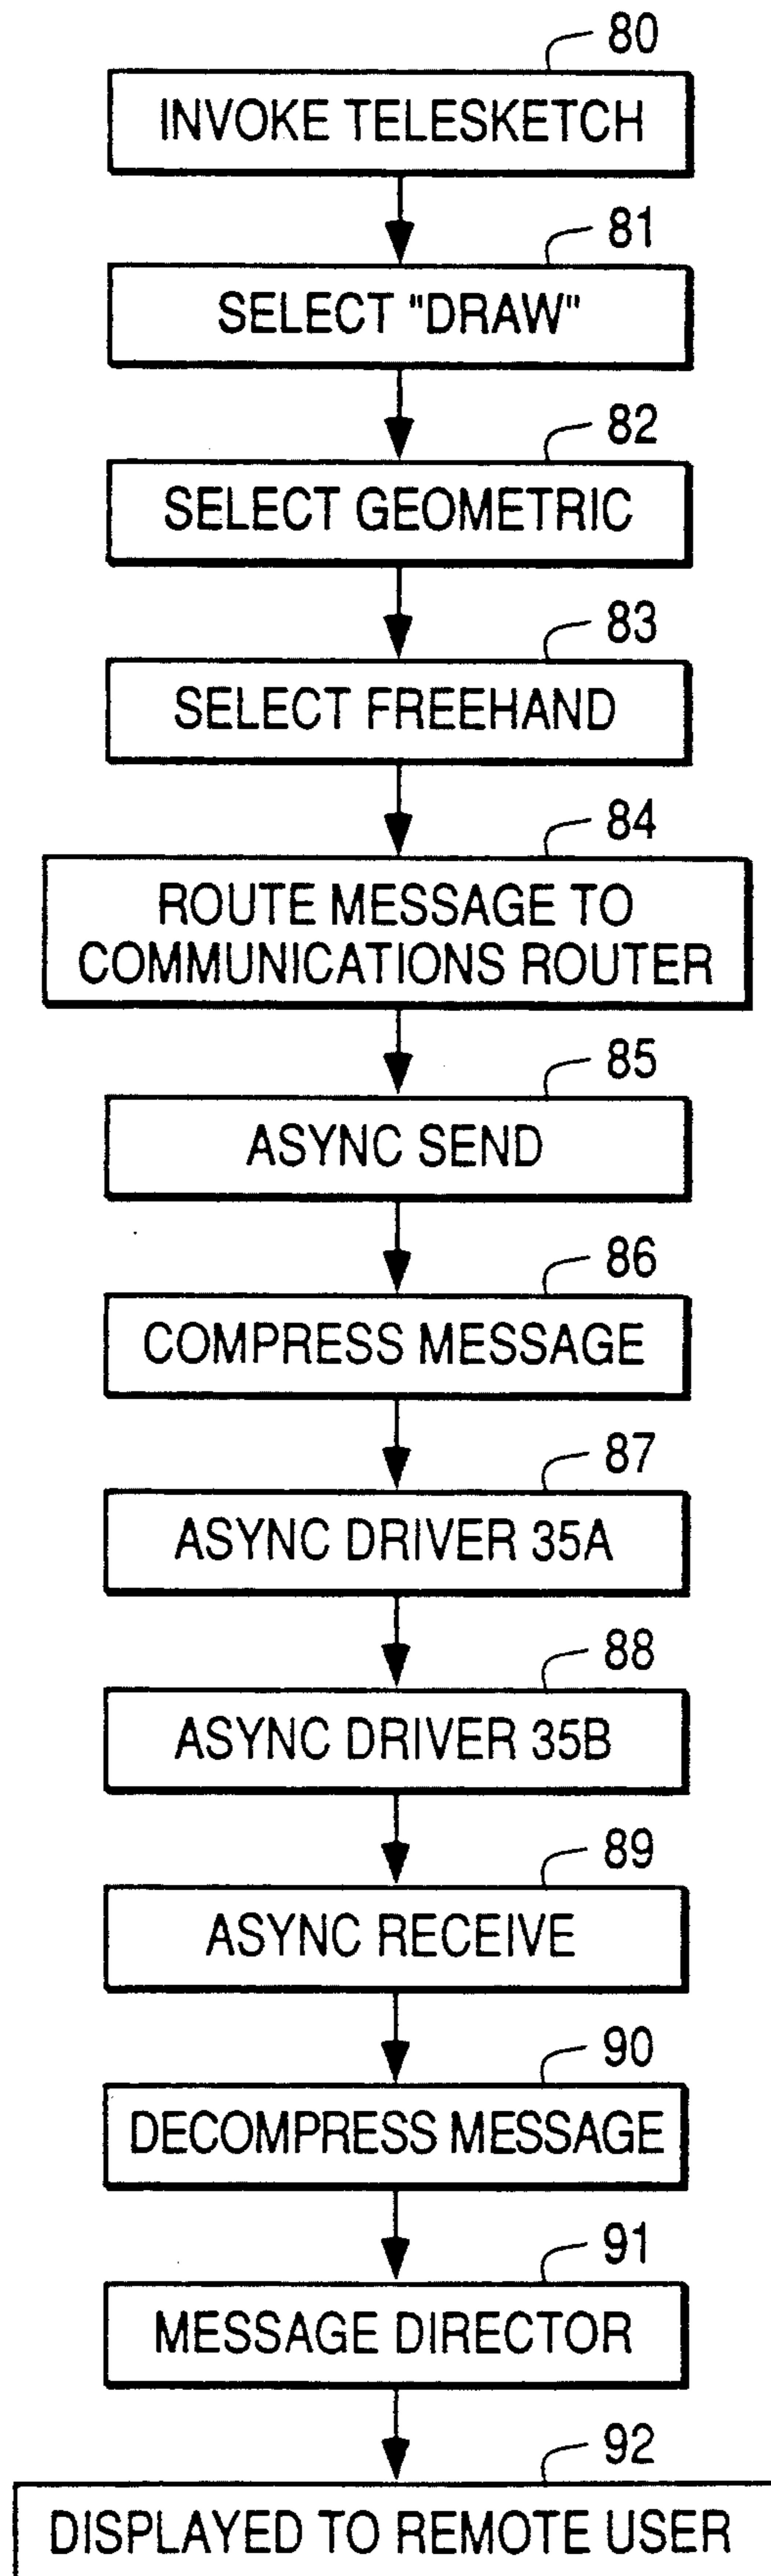 80
INVOKE TELESKETCH
81
SELECT "DRAW"
82
SELECT GEOMETRIC
83
SELECT FREEHAND
84
ROUTE MESSAGE TO
COMMUNICATIONS ROUTER
85
ASYNC SEND
86
COMPRESS MESSAGE
87
ASYNC DRIVER 35A
88
ASYNC DRIVER 35B
89
ASYNC RECEIVE
90
DECOMPRESS MESSAGE
91
MESSAGE DIRECTOR
92
DISPLAYED TO REMOTE USER